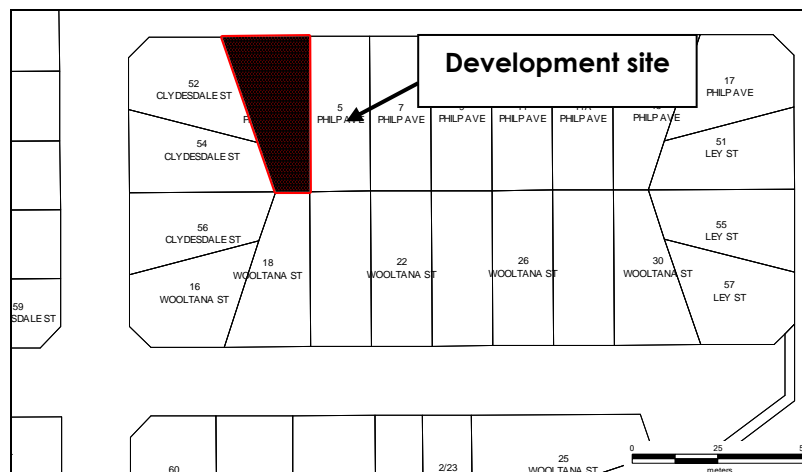 Development site
52
CLYDESDALE ST
54
CLYDESDALE ST
5
PHILP AVE
7
PHILP AVE
PHILP AVE
PHILP AVE
PHILP AVE
PHILP AVE
17
PHILP AVE
51
LEY ST
56
CLYDESDALE ST
16
WOOLTANA ST
18
WOOLTANA ST
22
WOOLTANA ST
26
WOOLTANA ST
30
WOOLTANA ST
55
LEY ST
57
LEY ST
59
SDALE ST
60
2/23
25
WOOLTANA ST
0
25
meters